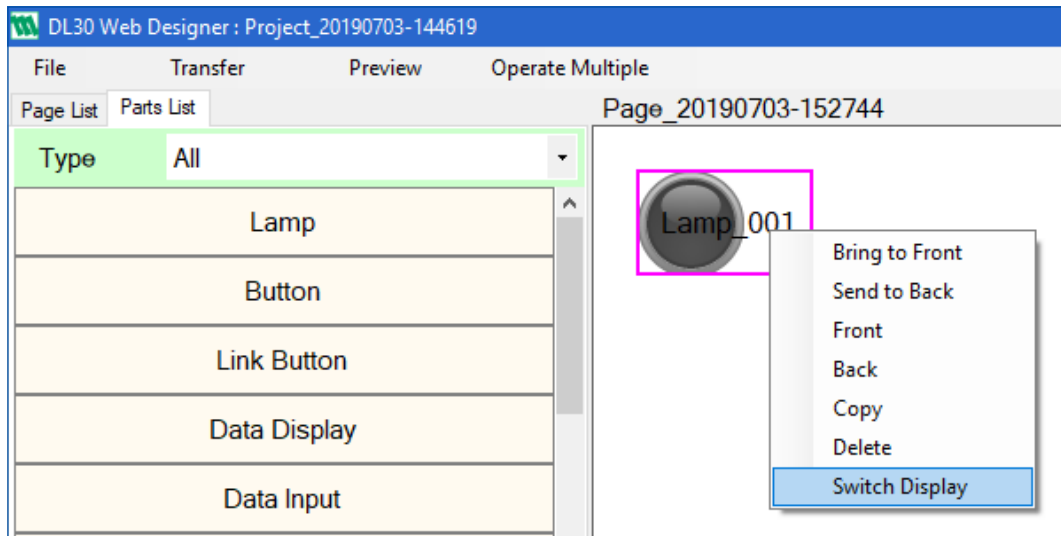 DL30 Web Designer : Project_20190703-144619
File Transfer Preview Operate Multiple
Page List Parts List
Page_20190703-152744
Type All
Lamp
Button
Link Button
Data Display
Data Input
Lamp_001
Bring to Front
Send to Back
Front
Back
Copy
Delete
Switch Display